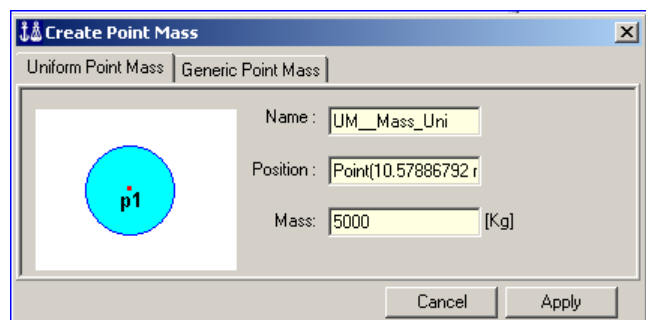 Create Point Mass
Uniform Point Mass Generic Point Mass
Name : UM__Mass_Uni
Position : Point(10.57886792 r
p1
Mass: 5000 [Kg]
Cancel Apply